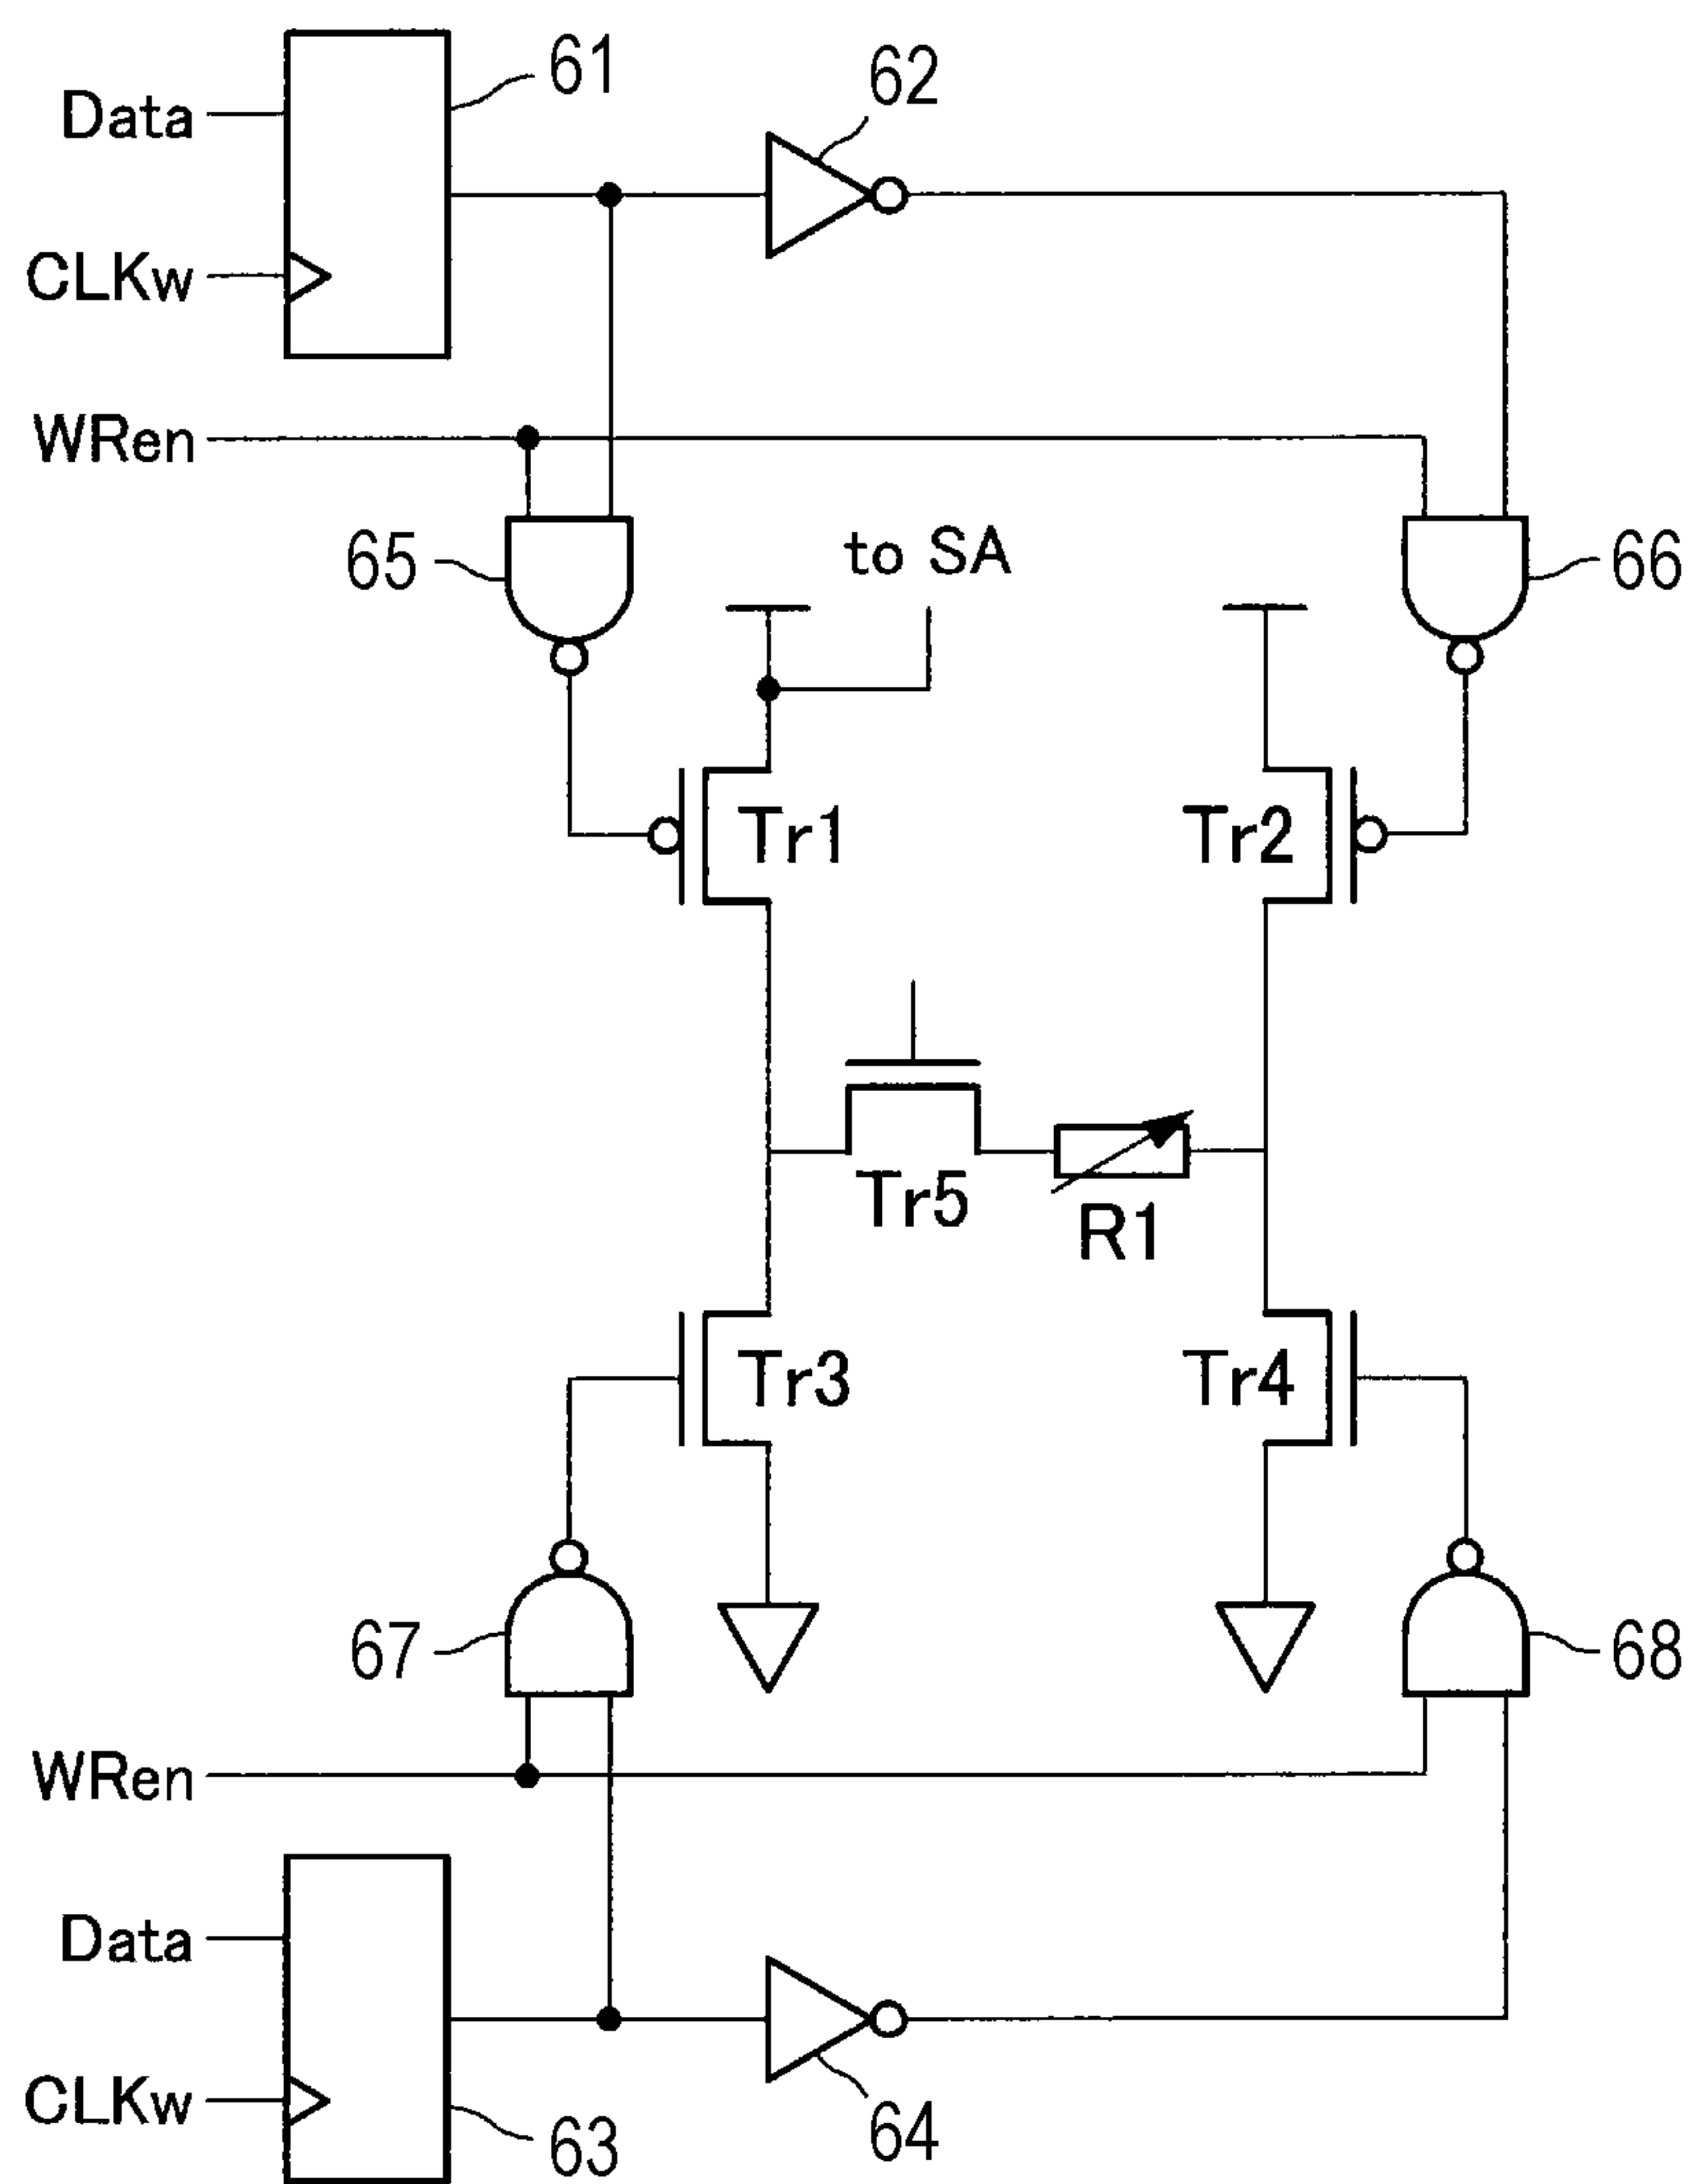 61
62
Data
CLKw
WRen
65
to SA
66
Tr1
Tr2
Tr5
R1
Tr3
Tr4
67
68
WRen
Data
CLKw
63
64